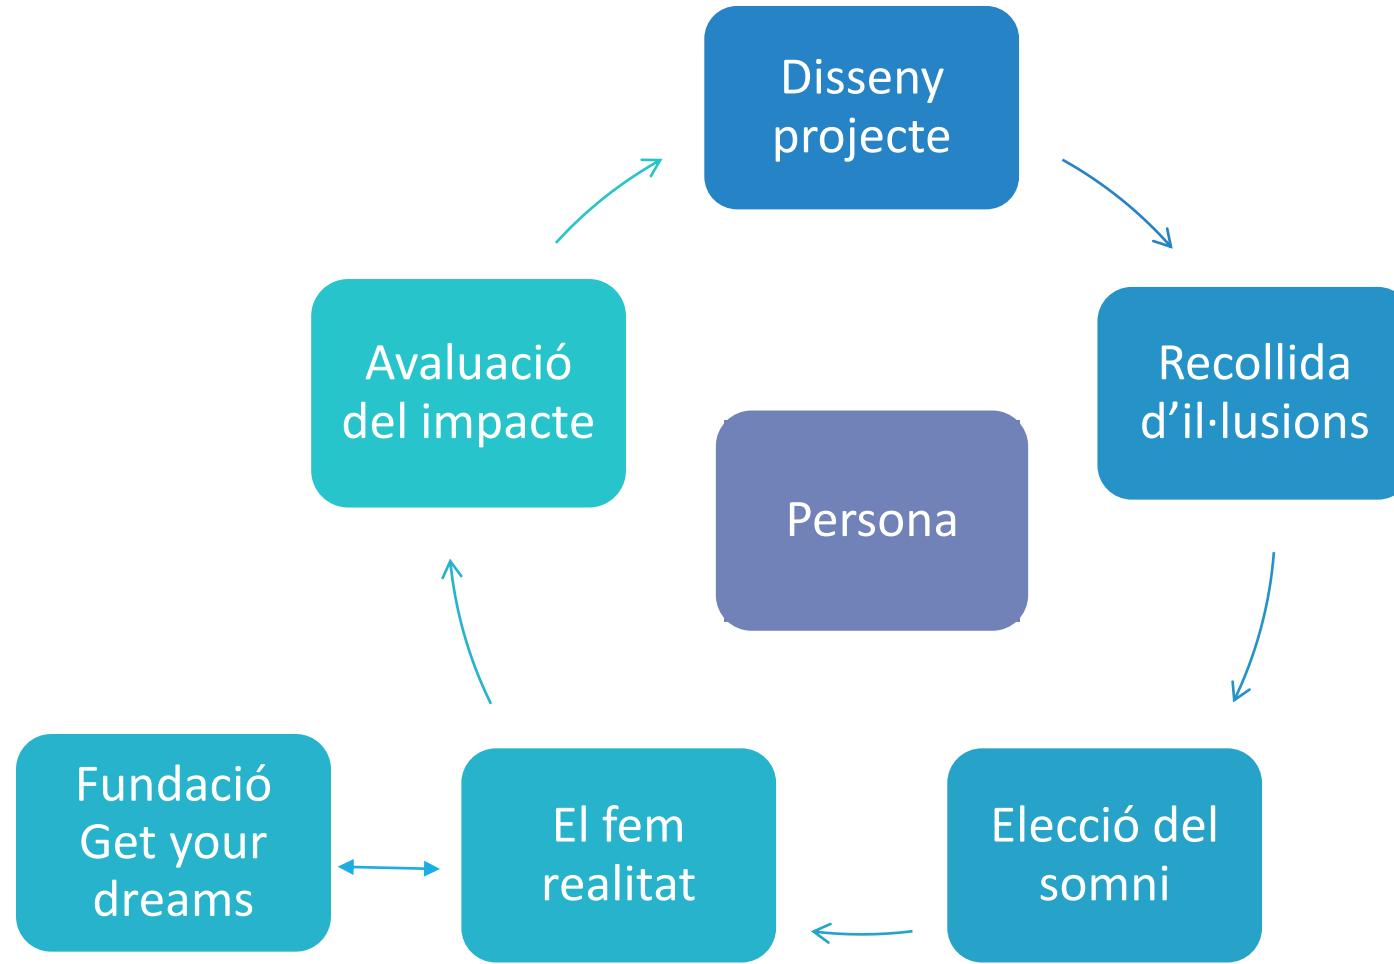 Disseny
projecte
Avaluació
del impacte
Recollida
d’il·lusions
Persona
Fundació
Get your
dreams
El fem
realitat
Elecció del
somni